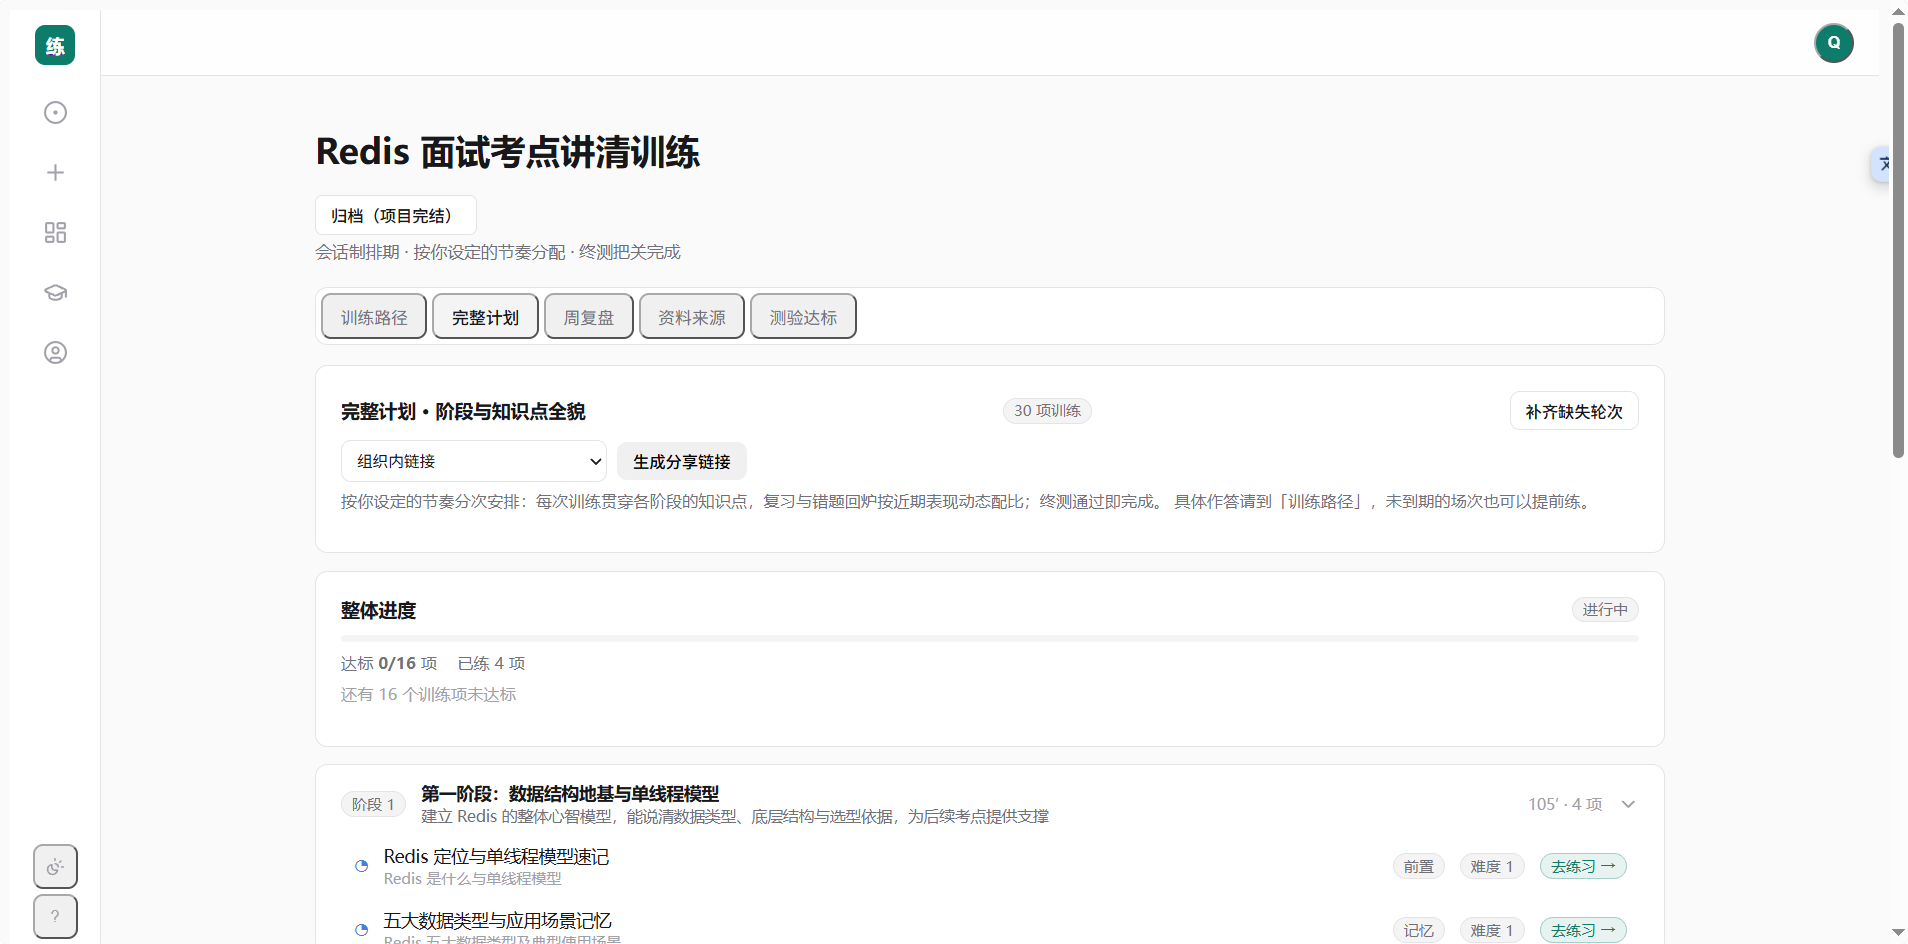 练
Q
Redis 面试考点讲清训练
归档（项目完结）
会话制排期 · 按你设定的节奏分配 · 终测把关完成
训练路径
完整计划
周复盘
资料来源
测验达标
完整计划 · 阶段与知识点全貌
30 项训练
补齐缺失轮次
组织内链接
生成分享链接
按你设定的节奏分次安排：每次训练贯穿各阶段的知识点，复习与错题回炉按近期表现动态配比；终测通过即完成。 具体作答请到「训练路径」，未到期的场次也可以提前练。
整体进度
进行中
达标 0/16 项 已练 4 项
还有 16 个训练项未达标
阶段 1
第一阶段：数据结构地基与单线程模型
建立 Redis 的整体心智模型，能说清数据类型、底层结构与选型依据，为后续考点提供支撑
105′ · 4 项
Redis 定位与单线程模型速记
Redis 是什么与单线程模型
前置
难度 1
去练习 →
五大数据类型与应用场景记忆
Redis 五大数据类型及典型使用场景
记忆
难度 1
去练习 →
?